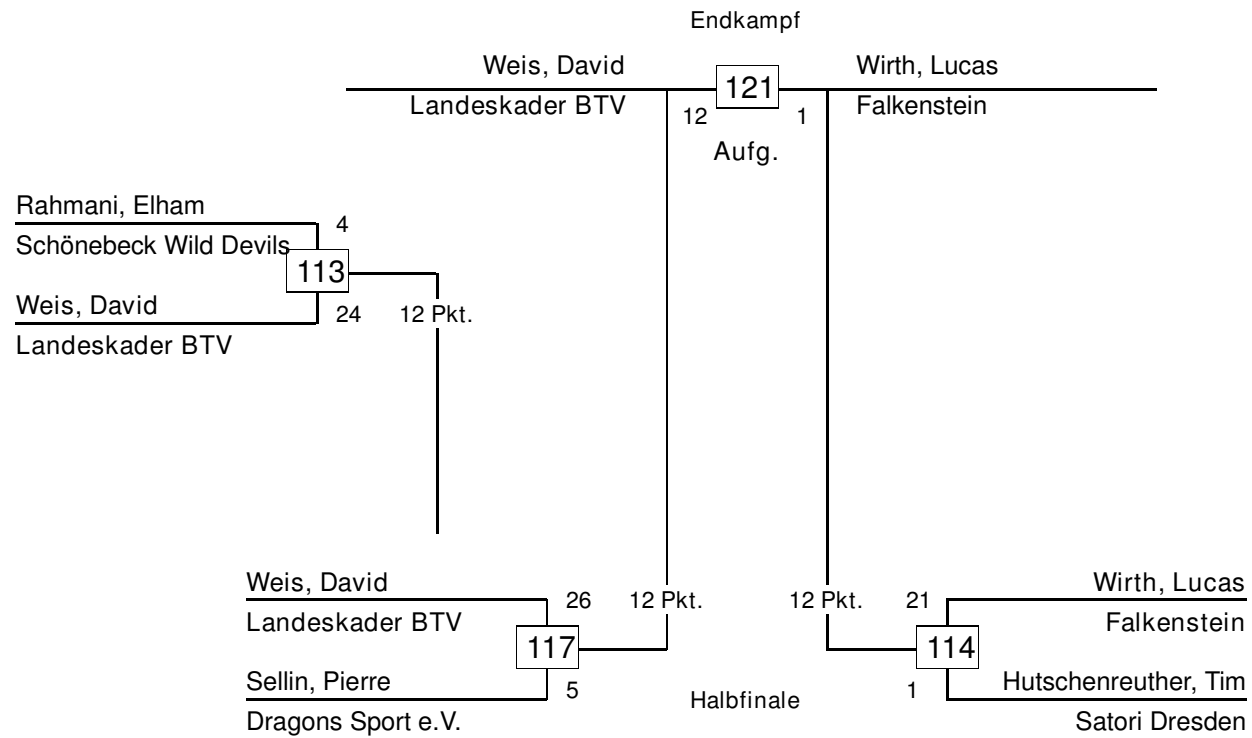 Endkampf
Weis, David
Wirth, Lucas
121
Landeskader BTV
Falkenstein
12
1
Aufg.
Rahmani, Elham
4
Schönebeck Wild Devils
113
Weis, David
24
12 Pkt.
Landeskader BTV
Weis, David
26
12 Pkt.
12 Pkt.
21
Wirth, Lucas
Landeskader BTV
Falkenstein
117
114
Sellin, Pierre
5
Halbfinale
1
Hutschenreuther, Tim
Dragons Sport e.V.
Satori Dresden